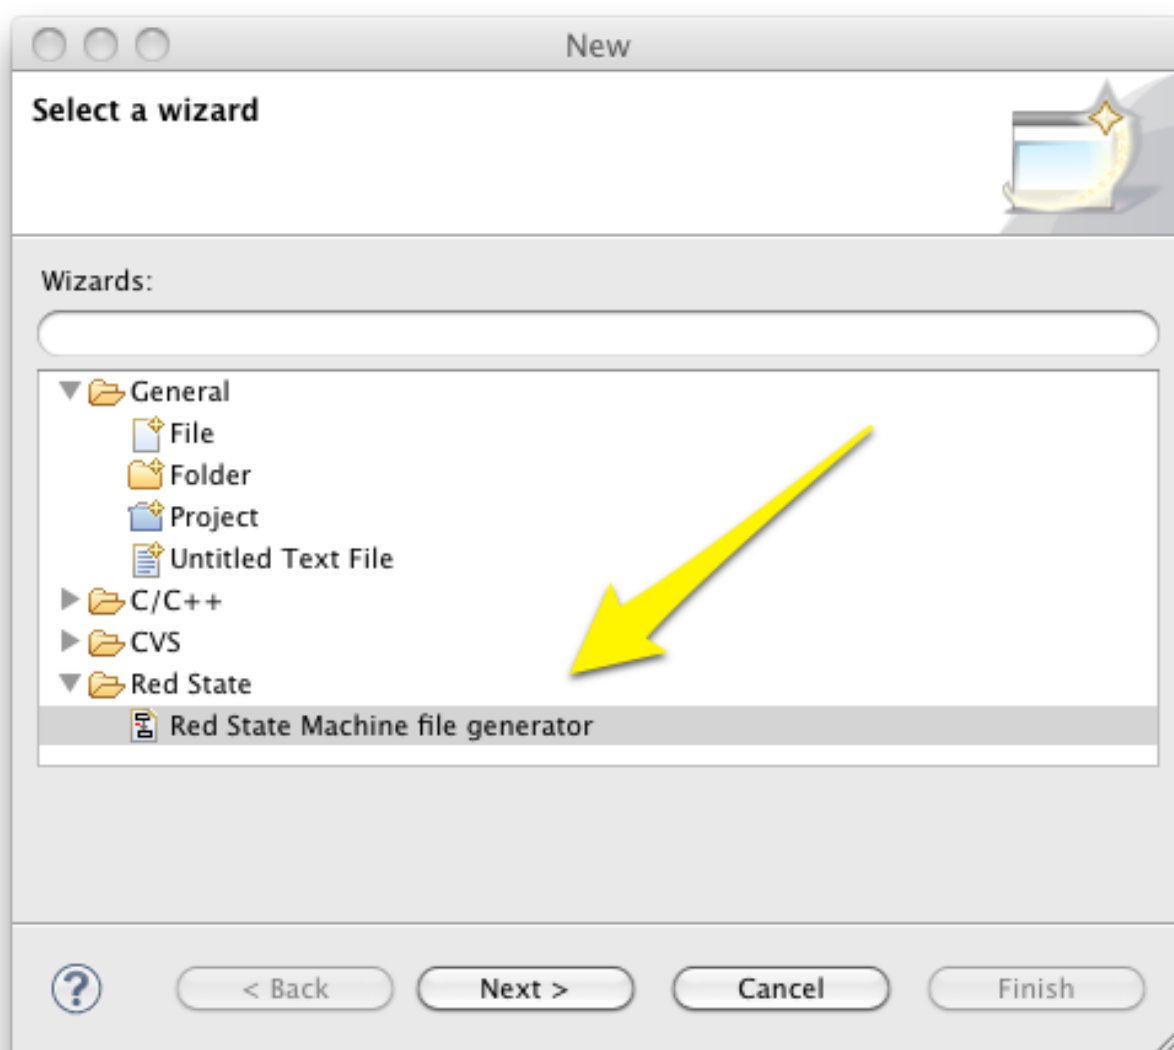 New
Select a wizard
Wizards:
General
File
Folder
Project
Untitled Text File
C/C++
CVS
Red State
Red State Machine file generator
? < Back Next > Cancel Finish